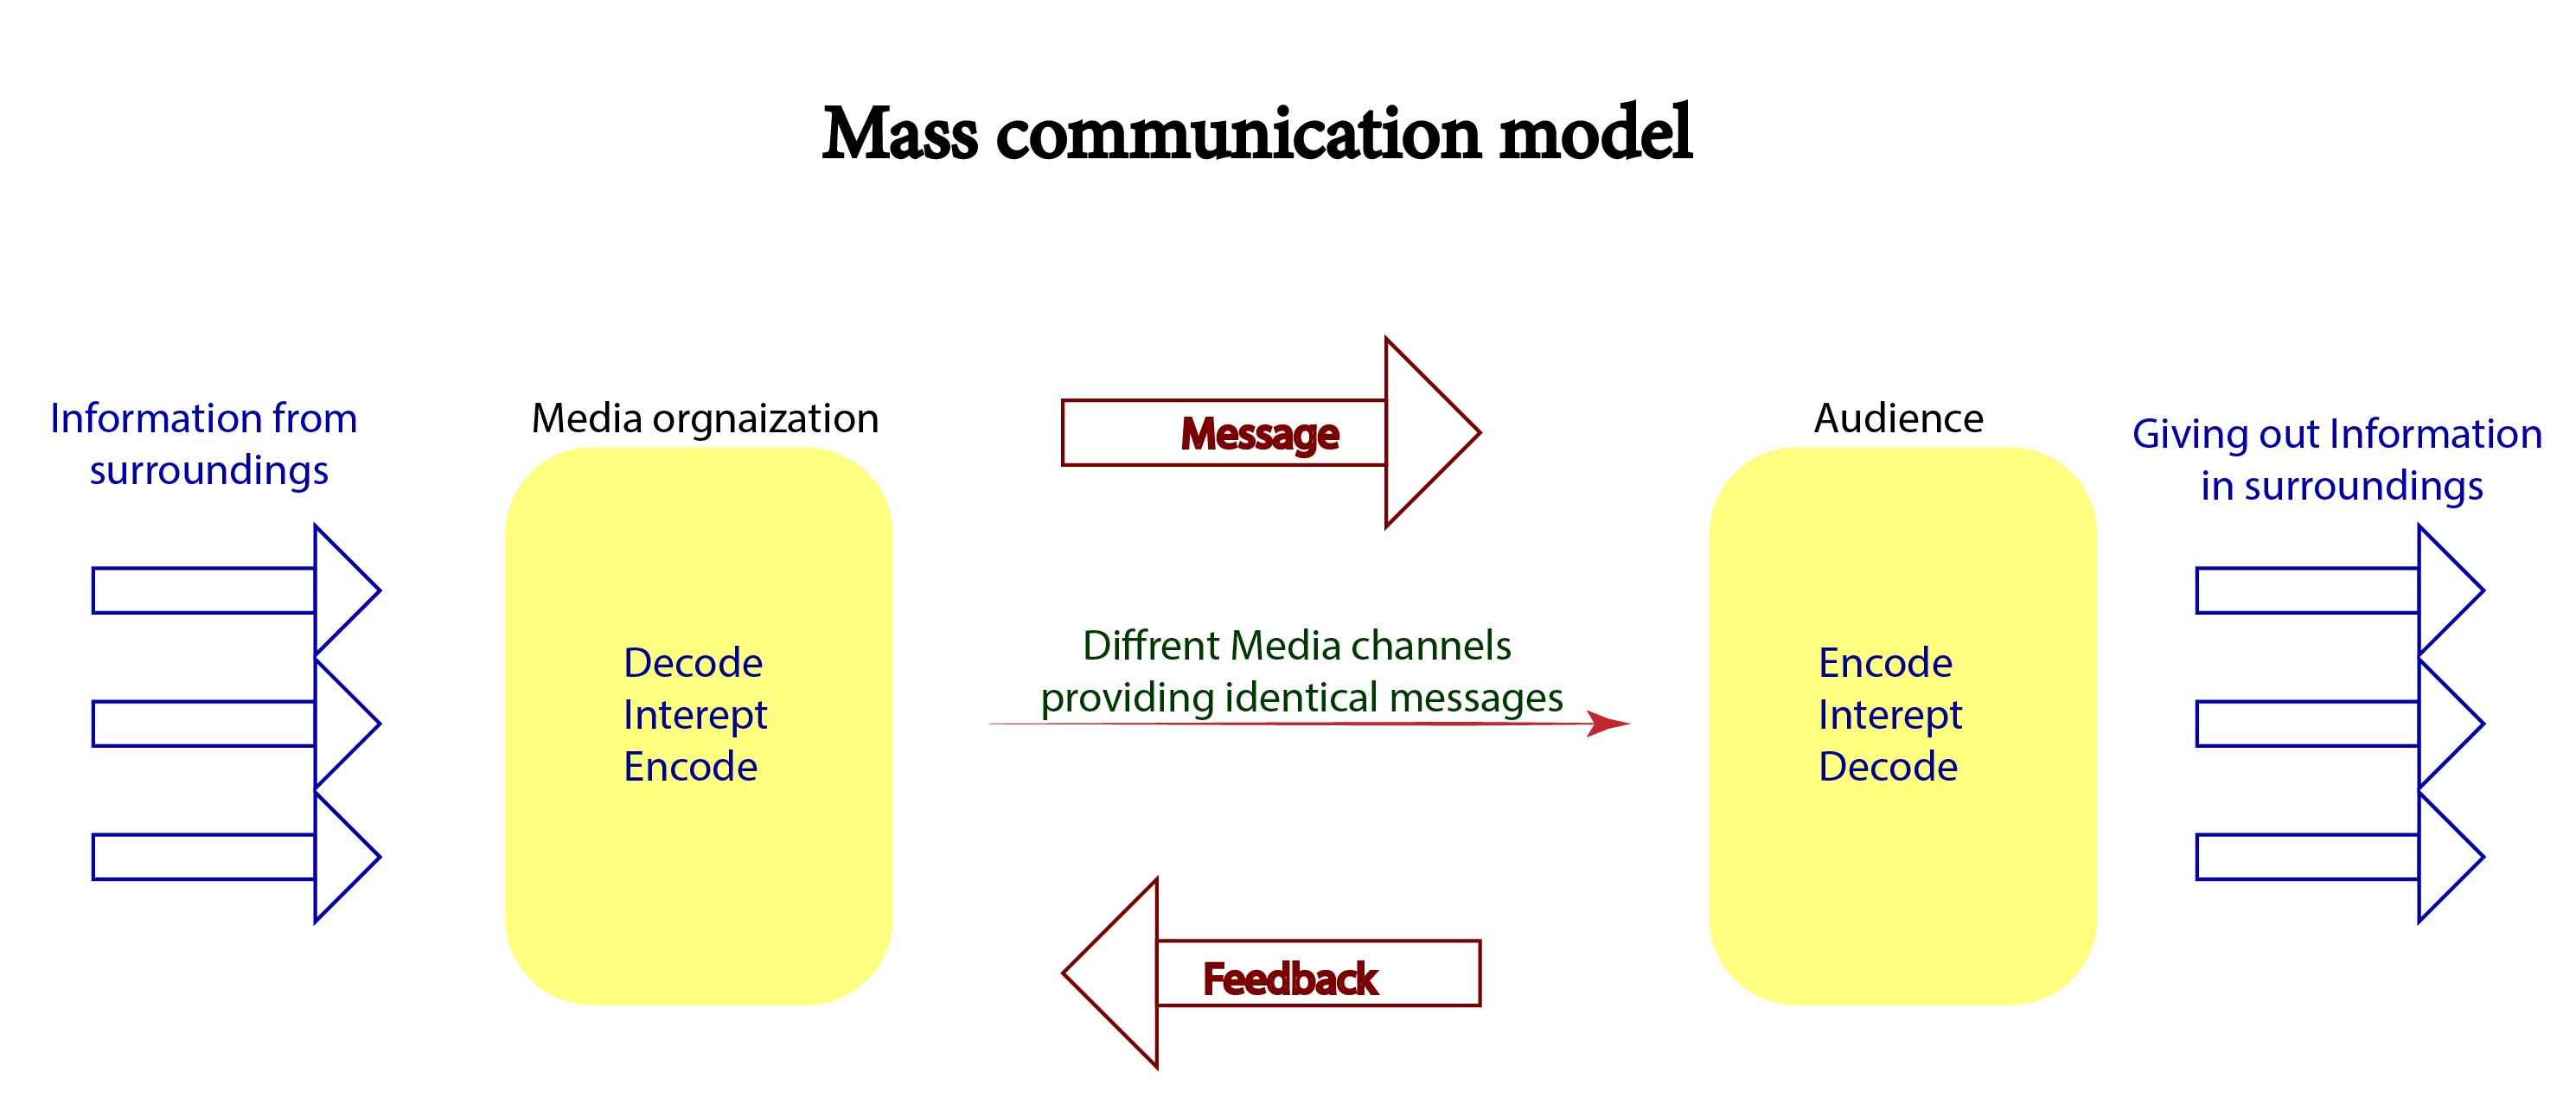 Mass communication model
Information from
surroundings
Media orgnaization
Decode
Interept
Encode
Message
Diffrent Media channels
providing identical messages
Feedback
Audience
Encode
Interept
Decode
Giving out Information
in surroundings